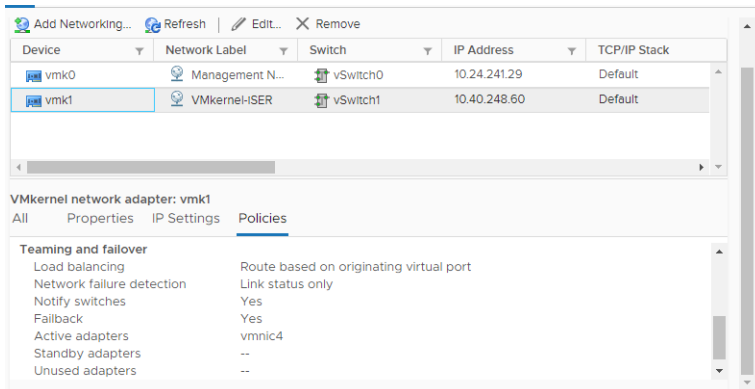 Add Networking... Refresh | Edit... Remove
Device Network Label Switch IP Address TCP/IP Stack
vmk0 Management N... vSwitch0 10.24.241.29 Default
vmk1 VMkernel-ISER vSwitch1 10.40.248.60 Default
VMkernel network adapter: vmk1
All Properties IP Settings Policies
Teaming and failover
Load balancing Route based on originating virtual port
Network failure detection Link status only
Notify switches Yes
Failback Yes
Active adapters vmnic4
Standby adapters --
Unused adapters --